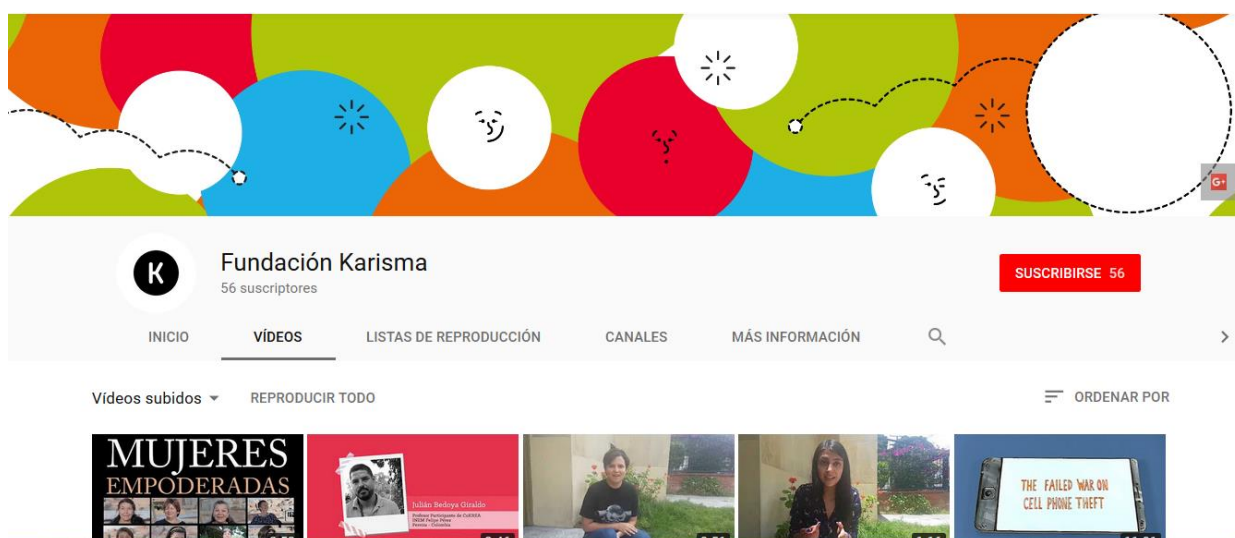 G+
K
Fundación Karisma
56 suscriptores
SUSCRIBIRSE 56
INICIO VÍDEOS LISTAS DE REPRODUCCIÓN CANALES MÁS INFORMACIÓN
Vídeos subidos REPRODUCIR TODO ORDENAR POR
MUJERES
EMPODERADAS
Julián Bedoya Giraldo
THE FAILED WAR ON
CELL PHONE THEFT